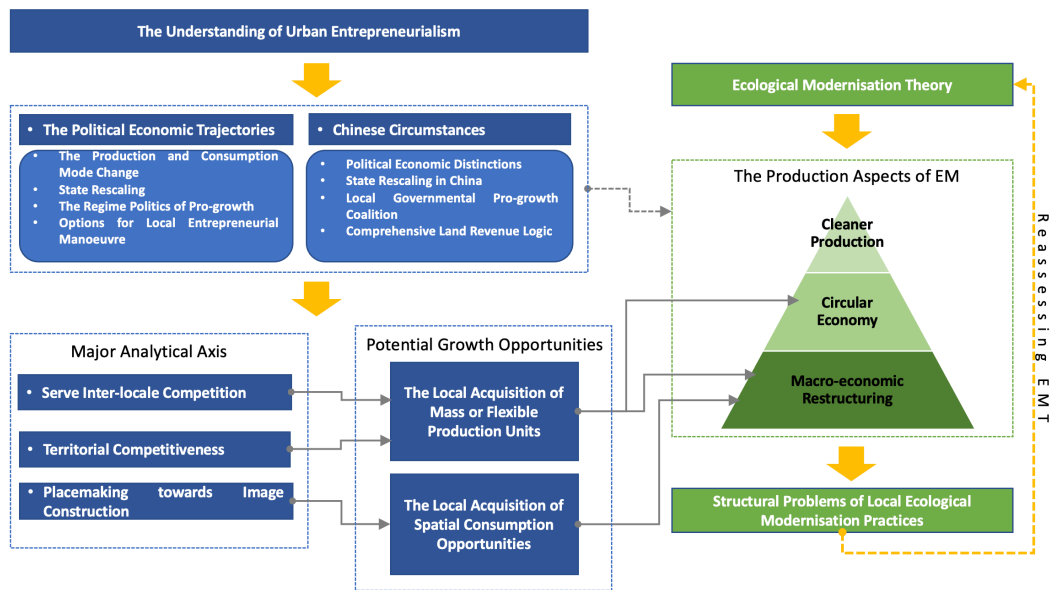 The Understanding of Urban Entrepreneurialism
• The Political Economic Trajectories
• The Production and Consumption
Mode Change
• State Rescaling
• The Regime Politics of Pro-growth
• Options for Local Entrepreneurial
Manoeuvre
• Chinese Circumstances
• Political Economic Distinctions
• State Rescaling in China
• Local Governmental Pro-growth
Coalition
• Comprehensive Land Revenue Logic
Major Analytical Axis
• Serve Inter-locale Competition
• Territorial Competitiveness
• Placemaking towards Image
Construction
Potential Growth Opportunities
The Local Acquisition of
Mass or Flexible
Production Units
The Local Acquisition of
Spatial Consumption
Opportunities
Ecological Modernisation Theory
The Production Aspects of EM
Cleaner
Production
Circular
Economy
Macro-economic
Restructuring
Structural Problems of Local Ecological
Modernisation Practices
Reassessing EMT